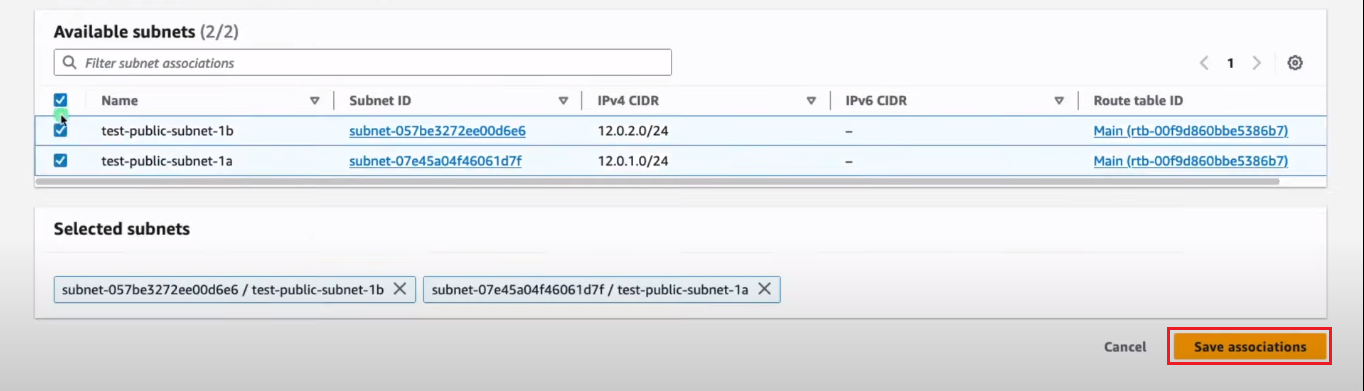 Available subnets (2/2)
Filter subnet associations
1
Name Subnet ID IPv4 CIDR IPv6 CIDR Route table ID
test-public-subnet-1b subnet-057be3272ee00d6e6 12.0.2.0/24 – Main (rtb-00f9d860bbe5386b7)
test-public-subnet-1a subnet-07e45a04f46061d7f 12.0.1.0/24 – Main (rtb-00f9d860bbe5386b7)
Selected subnets
subnet-057be3272ee00d6e6 / test-public-subnet-1b subnet-07e45a04f46061d7f / test-public-subnet-1a
Cancel Save associations